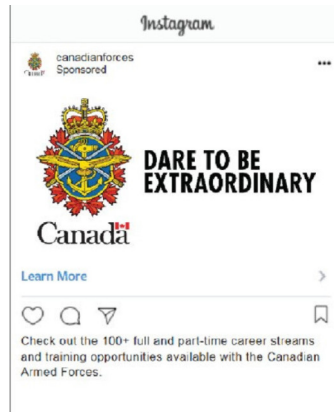 Instagram
canadianforces
Sponsored
DARE TO BE
EXTRAORDINARY
Canada
Learn More
Check out the 100+ full and part-time career streams
and training opportunities available with the Canadian
Armed Forces.